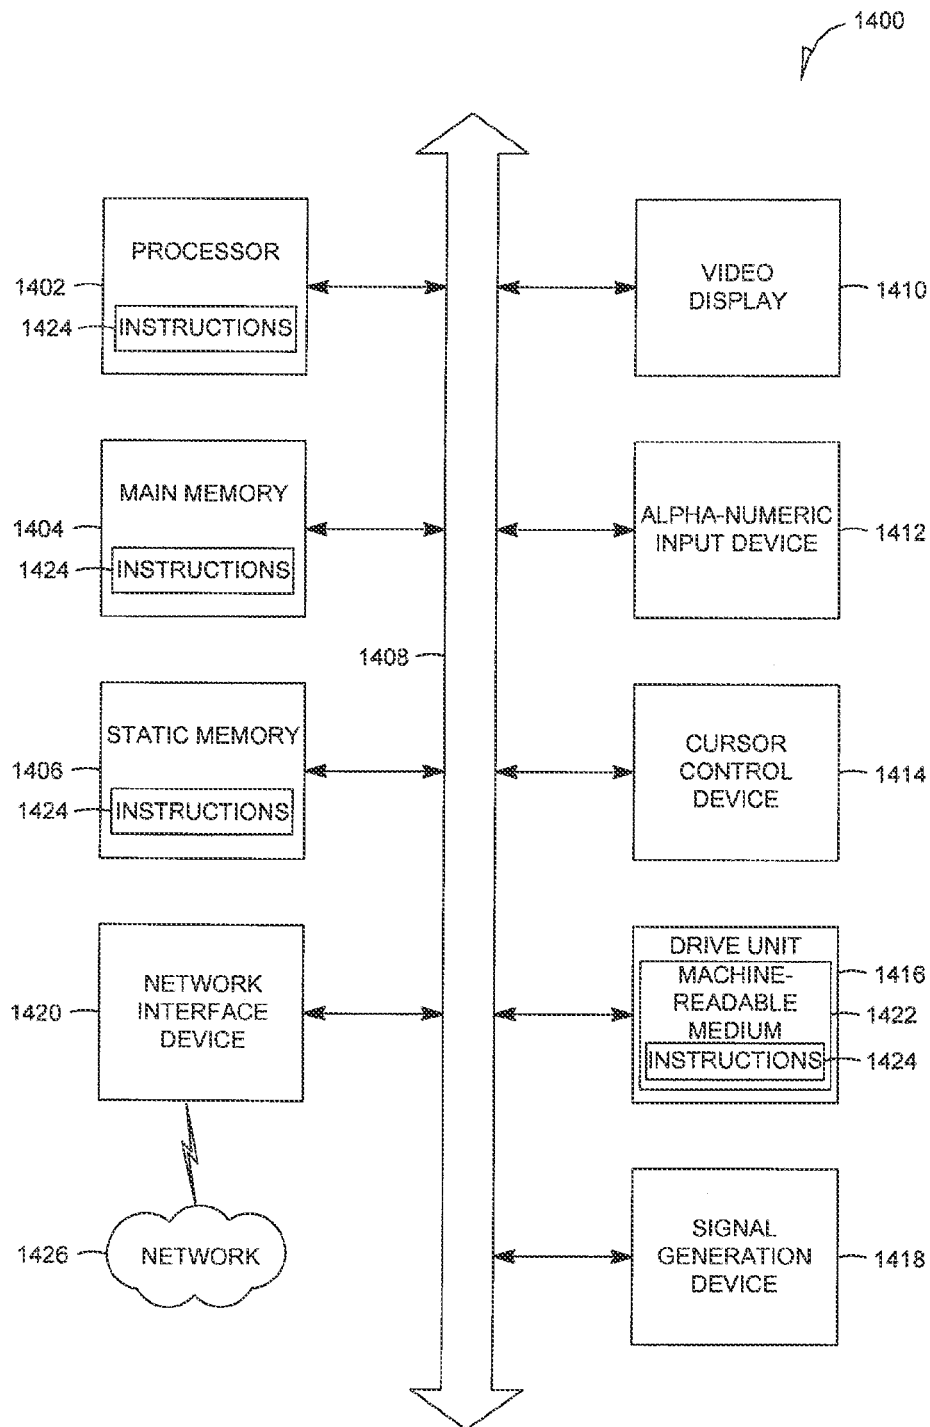 1400
PROCESSOR
1402
1424
INSTRUCTIONS
VIDEO
DISPLAY
1410
MAIN MEMORY
1404
1424
INSTRUCTIONS
ALPHA-NUMERIC
INPUT DEVICE
1412
1408
STATIC MEMORY
1406
1424
INSTRUCTIONS
CURSOR
CONTROL
DEVICE
1414
NETWORK
INTERFACE
DEVICE
1420
DRIVE UNIT
1416
MACHINE-
READABLE
MEDIUM
1422
INSTRUCTIONS
1424
1426
NETWORK
SIGNAL
GENERATION
DEVICE
1418